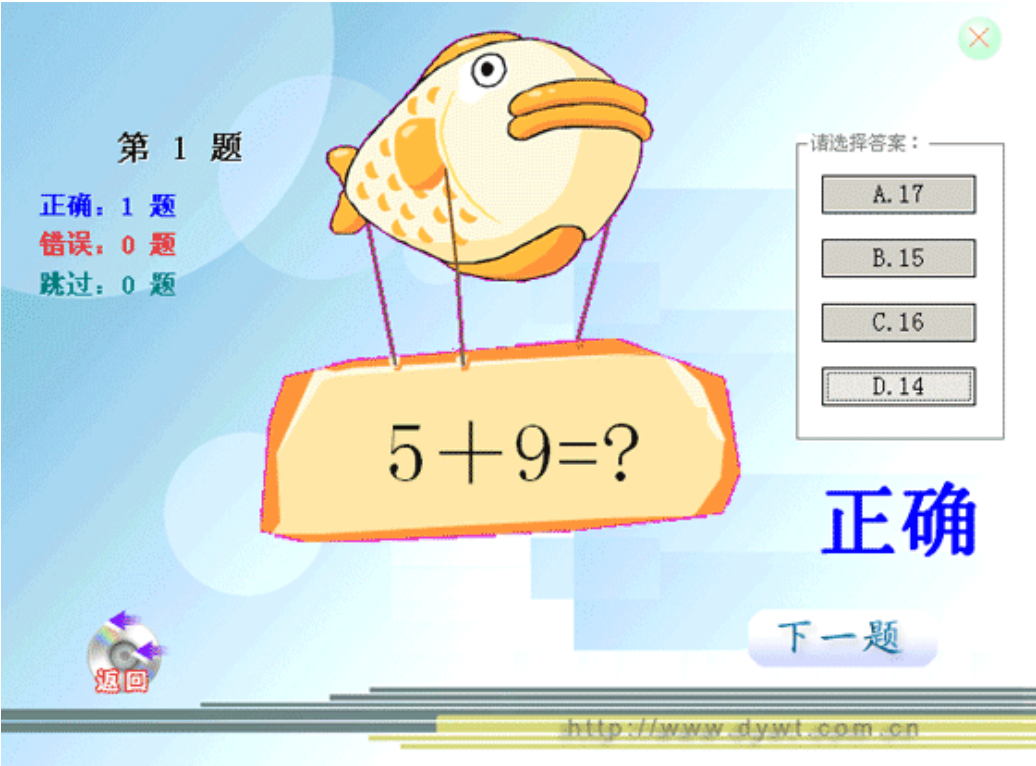 第 1 题
正确：1 题
错误：0 题
跳过：0 题
5＋9=?
请选择答案：
A.17
B.15
C.16
D.14
正确
下一题
返回
http://www.dywt.com.cn